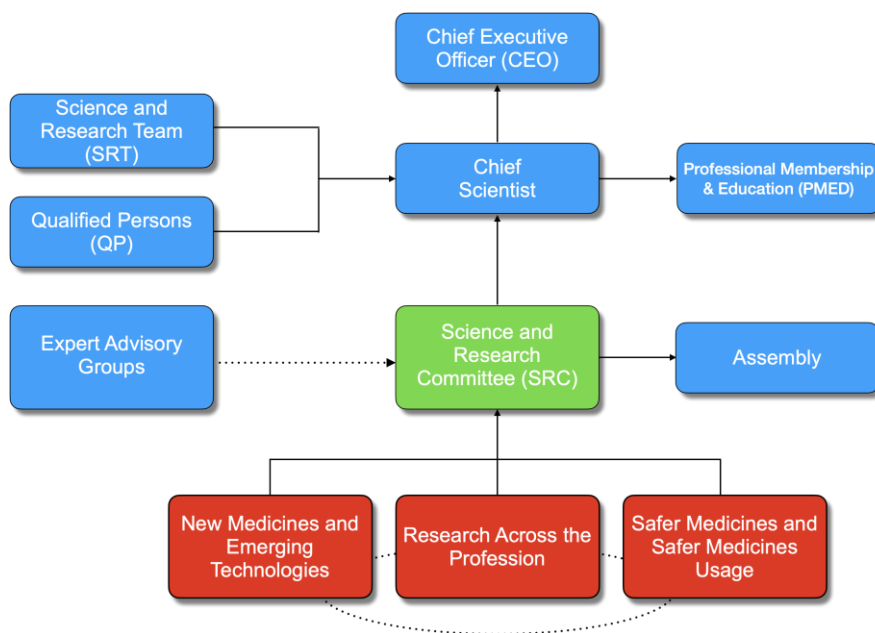 Chief Executive
Officer (CEO)
Science and
Research Team
(SRT)
Chief
Scientist
Professional Membership
& Education (PMED)
Qualified Persons
(QP)
Expert Advisory
Groups
Science and
Research
Committee (SRC)
Assembly
New Medicines and
Emerging
Technologies
Research Across the
Profession
Safer Medicines and
Safer Medicines
Usage